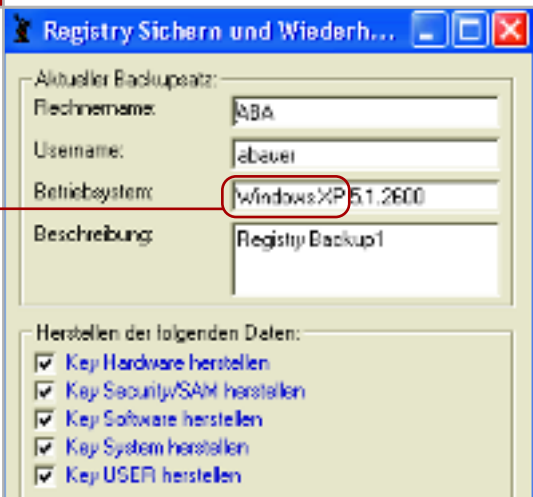 Registry Sichern und Wiederh...
Aktueller Backupsatz:
Rechnername: ABA
Username: abauer
Betriebsystem: Windows XP 5.1.2600
Beschreibung: Registry Backup1
Herstellen der folgenden Daten:
Key Hardware herstellen
Key Security/SAM herstellen
Key Software herstellen
Key System herstellen
Key USER herstellen